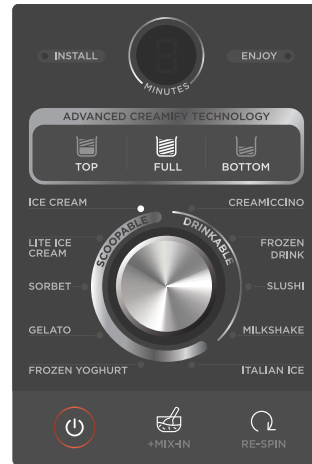 INSTALL
8
ENJOY
MINUTES
ADVANCED CREAMIFY TECHNOLOGY
TOP
FULL
BOTTOM
ICE CREAM
CREAMICCINO
SCOOPABLE
DRINKABLE
LITE ICE
CREAM
FROZEN
DRINK
SORBET
SLUSHI
GELATO
MILKSHAKE
FROZEN YOGHURT
ITALIAN ICE
+MIX-IN
RE-SPIN